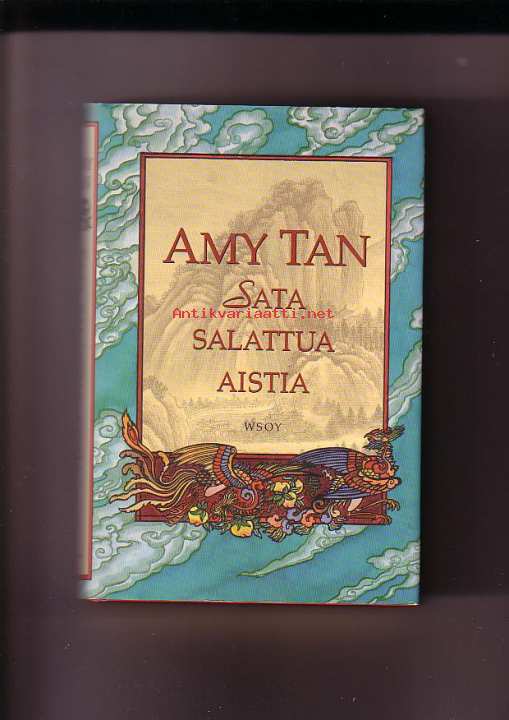 AMY TAN
SATA
Antikvariaatti.net
SALATTUA
AISTIA
WSOY